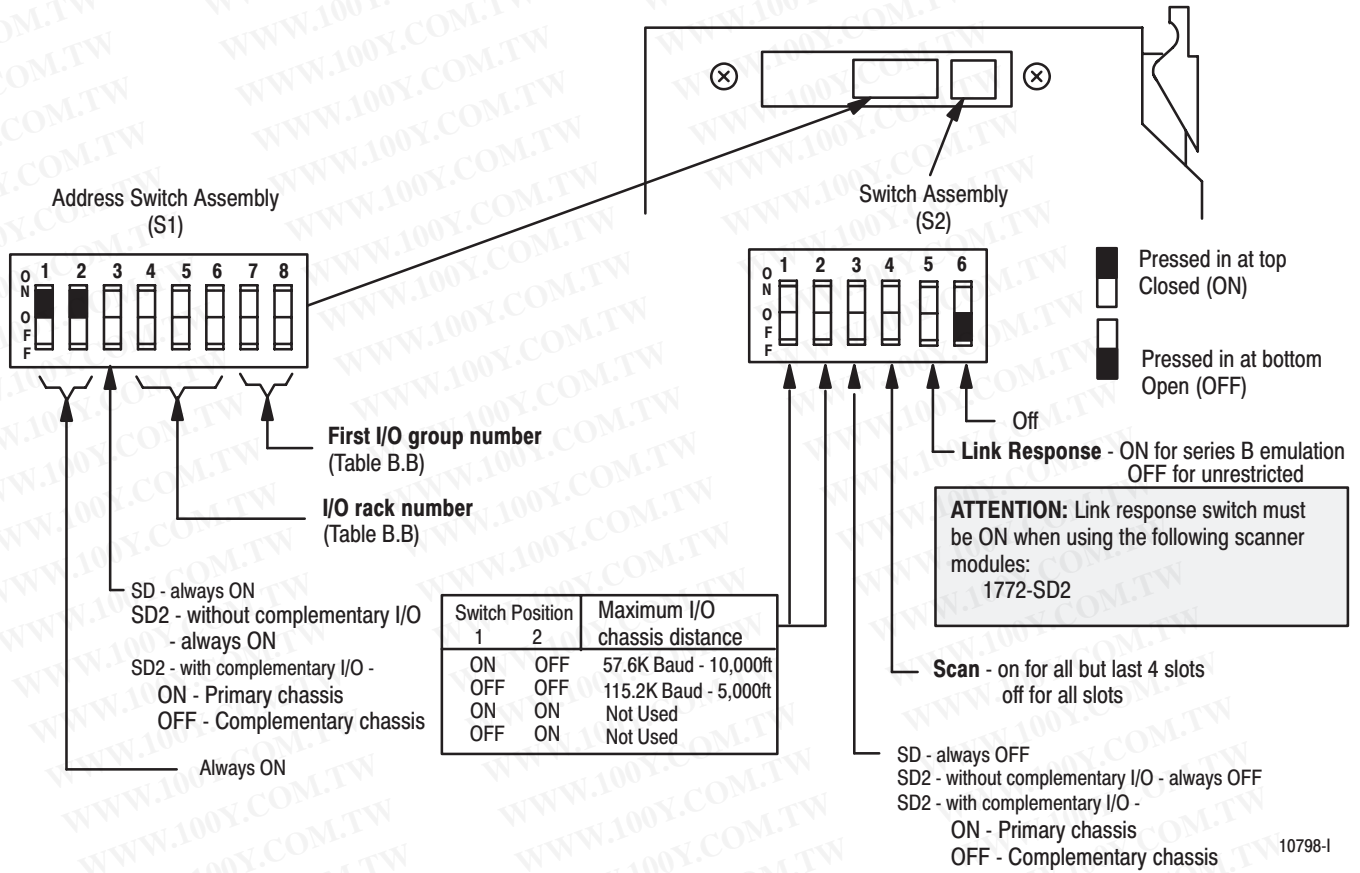 Address Switch Assembly
(S1)
ON OFF
1 2 3 4 5 6 7 8
Switch Assembly
(S2)
ON OFF
1 2 3 4 5 6
Pressed in at top
Closed (ON)
Pressed in at bottom
Open (OFF)
First I/O group number
(Table B.B)
I/O rack number
(Table B.B)
SD - always ON
SD2 - without complementary I/O
- always ON
SD2 - with complementary I/O -
ON - Primary chassis
OFF - Complementary chassis
Always ON
Switch Position Maximum I/O
1 2 chassis distance
ON OFF 57.6K Baud - 10,000ft
OFF OFF 115.2K Baud - 5,000ft
ON ON Not Used
OFF ON Not Used
Off
Link Response - ON for series B emulation
OFF for unrestricted
ATTENTION: Link response switch must
be ON when using the following scanner
modules:
1772-SD2
Scan - on for all but last 4 slots
off for all slots
SD - always OFF
SD2 - without complementary I/O - always OFF
SD2 - with complementary I/O -
ON - Primary chassis
OFF - Complementary chassis
10798-I
WWW.100Y.COM.TW